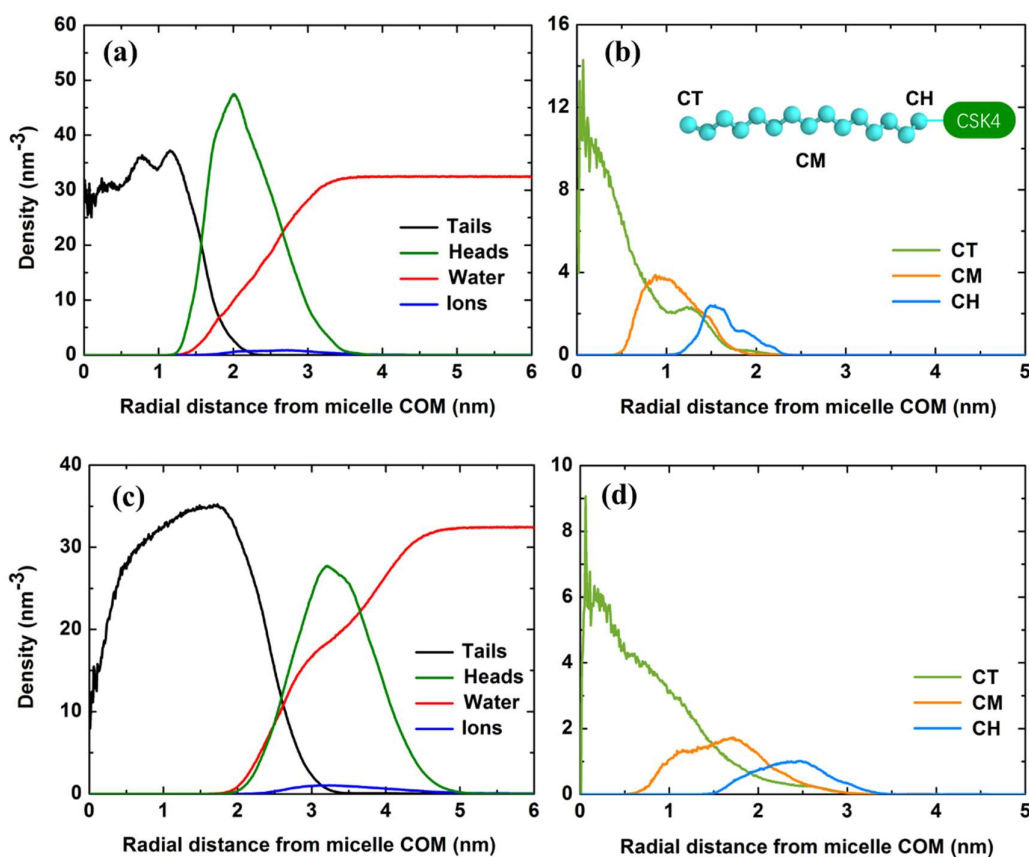 (a)
60
50
40
30
20
10
0
Density (nm⁻³)
Tails
Heads
Water
Ions
0 1 2 3 4 5 6
Radial distance from micelle COM (nm)
(b)
16
12
8
4
0
CT
CH
CSK4
CM
CT
CM
CH
0 1 2 3 4 5
Radial distance from micelle COM (nm)
(c)
40
30
20
10
0
Density (nm⁻³)
Tails
Heads
Water
Ions
0 1 2 3 4 5 6
Radial distance from micelle COM (nm)
(d)
10
8
6
4
2
0
CT
CM
CH
0 1 2 3 4 5
Radial distance from micelle COM (nm)